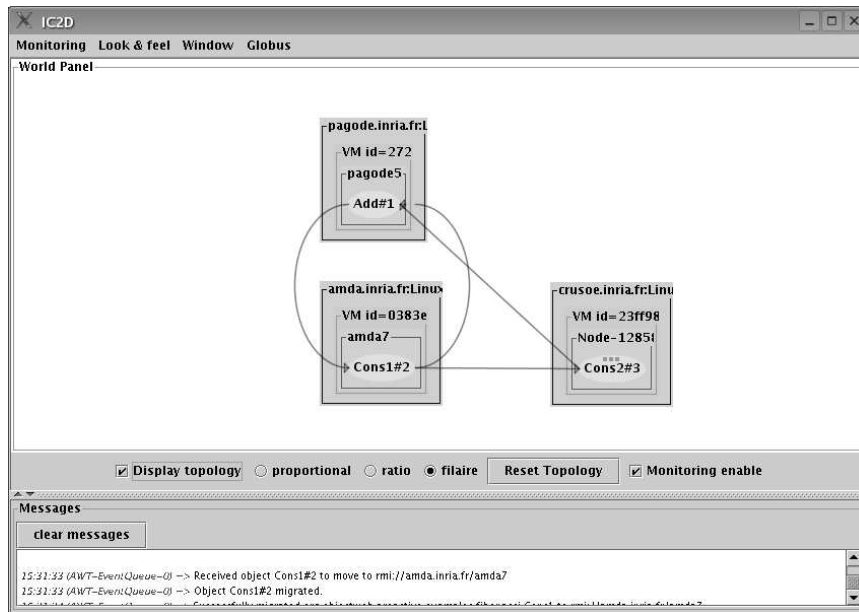 IC2D
Monitoring Look & feel Window Globus
World Panel
pagode.inria.fr:L
VM id=272
pagode5
Add#1
amda.inria.fr:Linux
VM id=0383e
amda7
Cons1#2
crusoe.inria.fr:Linu
VM id=23ff98
Node-12858
Cons2#3
Display topology proportional ratio filaire Reset Topology Monitoring enable
Messages
clear messages
15:31:33 (AWT-EventQueue-0) -> Received object Cons1#2 to move to rmi://amda.inria.fr/amda7
15:31:33 (AWT-EventQueue-0) -> Object Cons1#2 migrated.